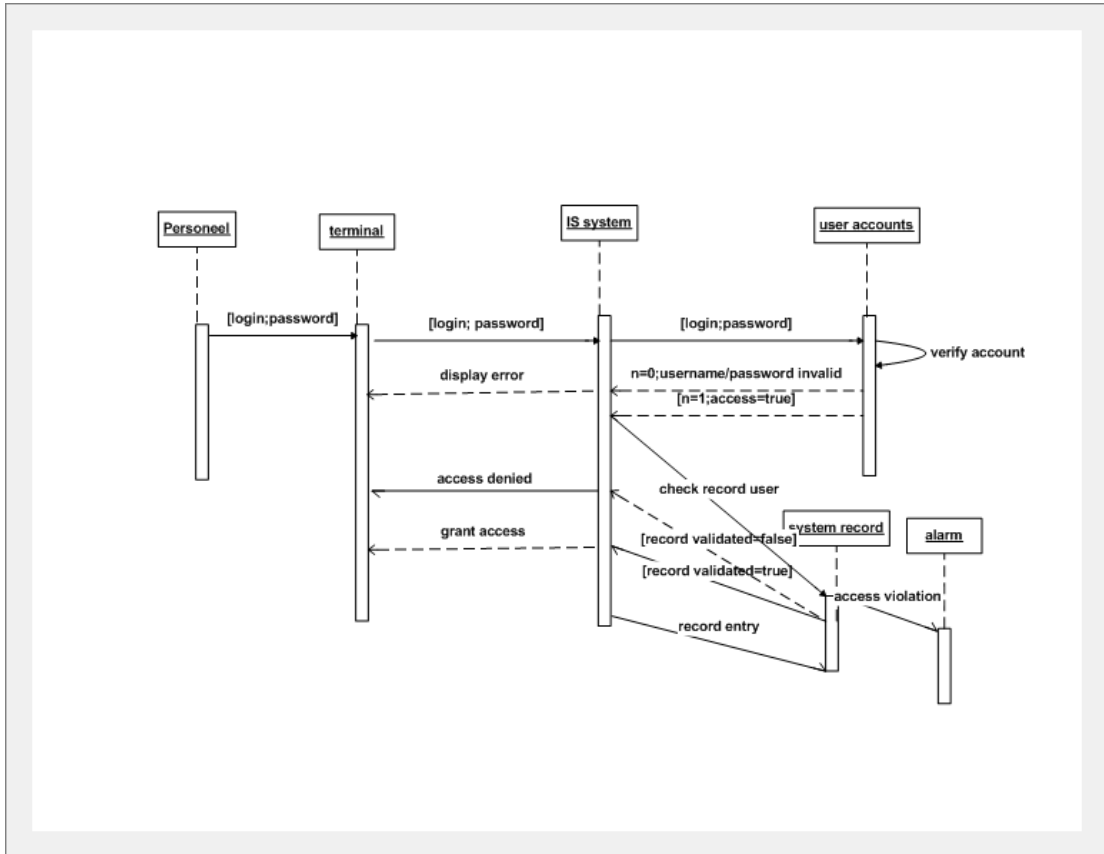 Personeel
terminal
IS system
user accounts
[login;password]
[login; password]
[login;password]
verify account
display error
n=0;username/password invalid
[n=1;access=true]
access denied
check record user
system record
alarm
grant access
[record validated=false]
[record validated=true]
access violation
record entry